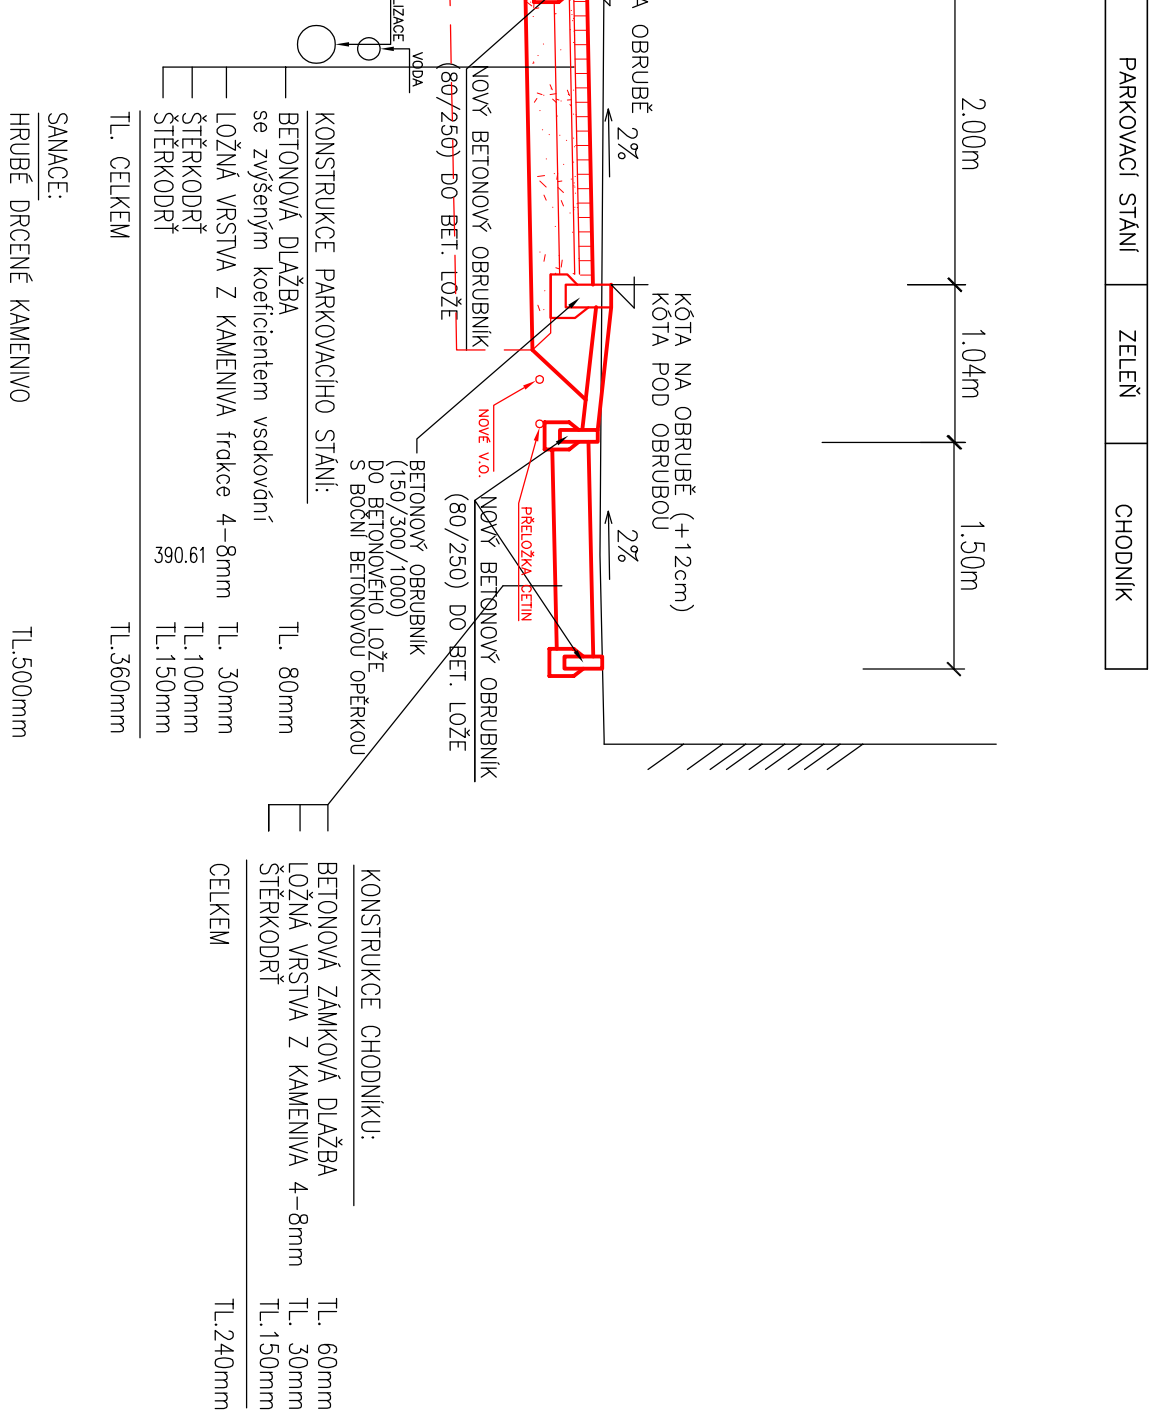 PARKOVACÍ STÁNÍ
ZELEŇ
CHODNÍK
2.00m
1.04m
1.50m
KÓTA NA OBRUBĚ (+12cm)
KÓTA POD OBRUBOU
A OBRUBĚ
2%
2%
LIZACE
VODA
NOVÝ BETONOVÝ OBRUBNÍK
(80/250) DO BET. LOŽE
NOVÉ V.O.
PŘELOŽKA CETIN
NOVÝ BETONOVÝ OBRUBNÍK
(80/250) DO BET. LOŽE
BETONOVÝ OBRUBNÍK
(150/300/1000)
DO BETONOVÉHO LOŽE
S BOČNÍ BETONOVOU OPĚRKOU
KONSTRUKCE PARKOVACÍHO STÁNÍ:
BETONOVÁ DLAŽBA TL. 80mm
se zvýšeným koeficientem vsakování
LOŽNÁ VRSTVA Z KAMENIVA frakce 4-8mm TL. 30mm
ŠTĚRKODRŤ TL.100mm
390.61
ŠTĚRKODRŤ TL.150mm
TL. CELKEM TL.360mm
SANACE:
HRUBÉ DRCENÉ KAMENIVO TL.500mm
KONSTRUKCE CHODNÍKU:
BETONOVÁ ZÁMKOVÁ DLAŽBA TL. 60mm
LOŽNÁ VRSTVA Z KAMENIVA 4-8mm TL. 30mm
ŠTĚRKODRŤ TL.150mm
CELKEM TL.240mm